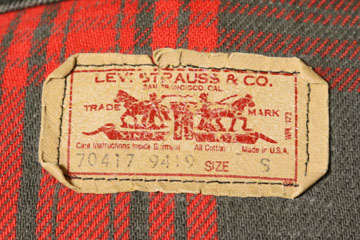 LEVI STRAUSS & CO.
SAN FRANCISCO, CAL
TRADE MARK
Care Instructions Inside Garment All Cotton Made in U.S.A.
70417 9419 SIZE S